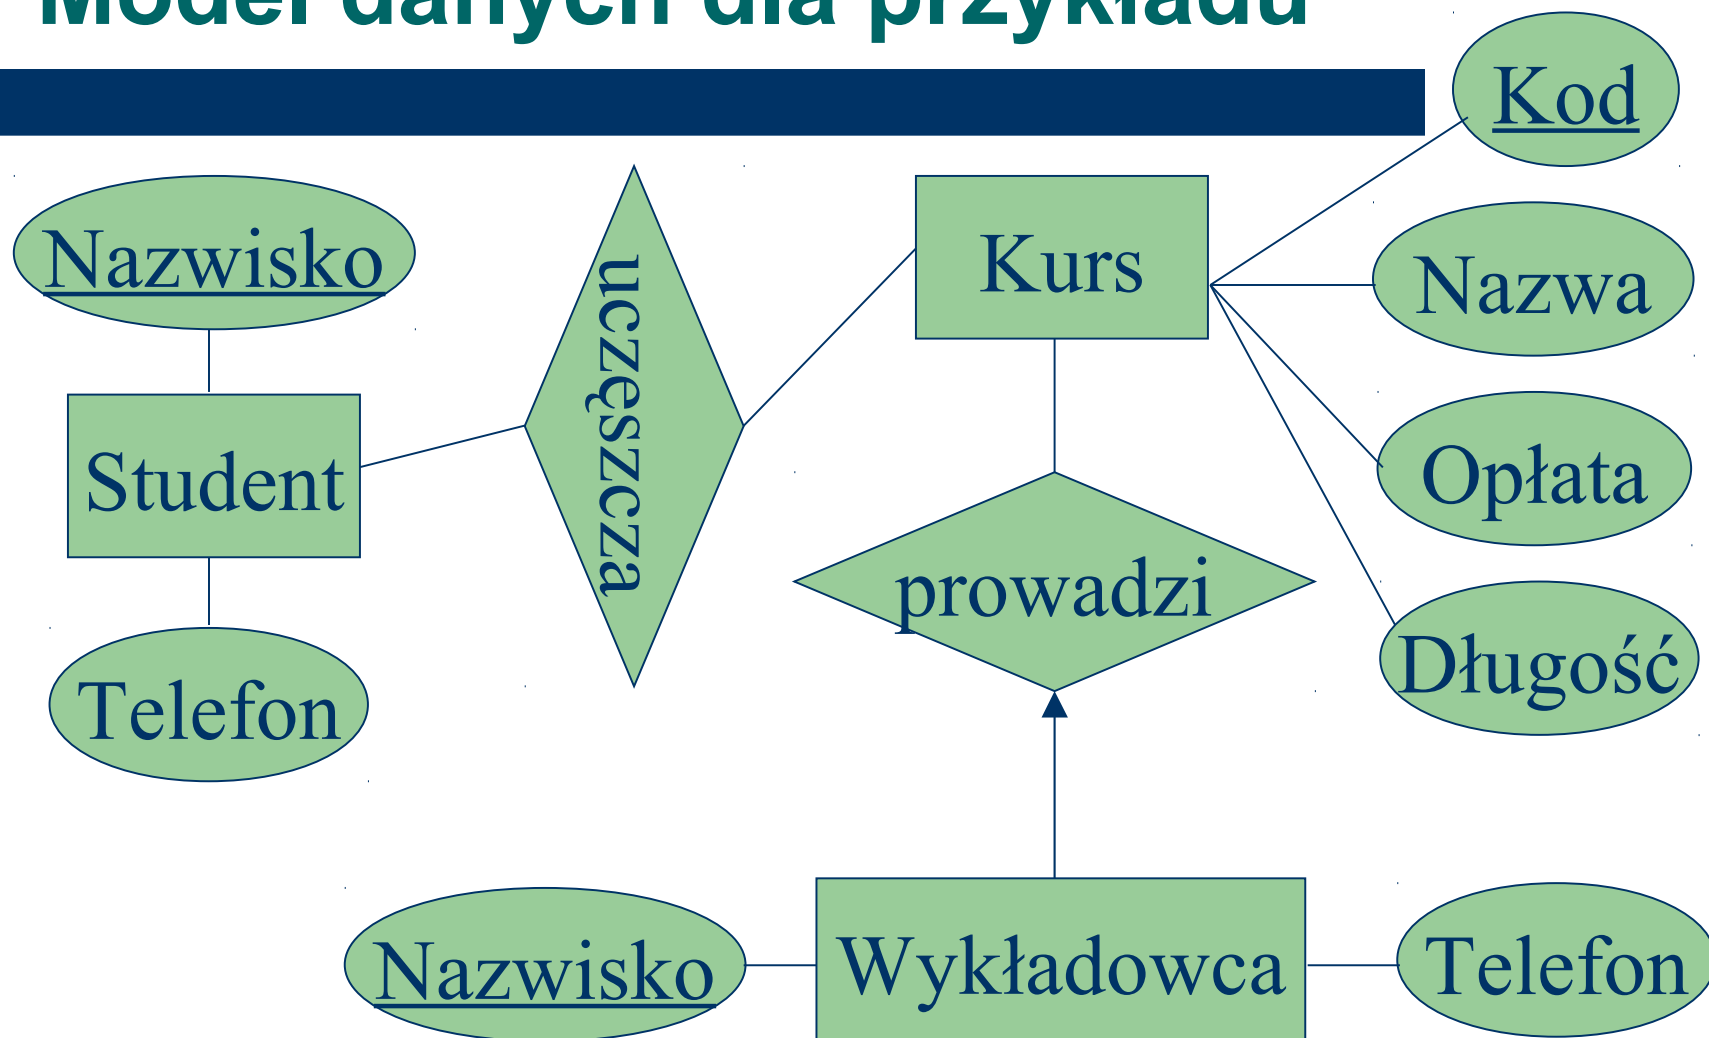 Model danych dla przykładu
Kod
Nazwisko
uczęszcza
Kurs
Nazwa
Student
Opłata
prowadzi
Długość
Telefon
Nazwisko
Wykładowca
Telefon